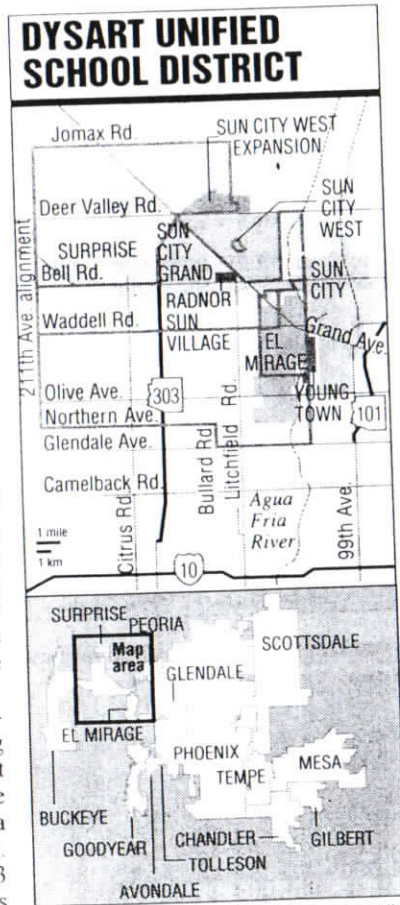 DYSART UNIFIED
SCHOOL DISTRICT
Jomax Rd.
SUN CITY WEST
EXPANSION
Deer Valley Rd.
SUN
CITY
WEST
SURPRISE
SUN
CITY
GRAND
Bell Rd.
SUN
CITY
211th Ave. alignment
RADNOR
SUN
VILLAGE
Waddell Rd.
Grand Ave.
EL
MIRAGE
Olive Ave.
303
YOUNG
TOWN
101
Northern Ave.
Glendale Ave.
Bullard Rd.
Litchfield Rd.
Camelback Rd.
Citrus Rd.
Agua
Fria
River
99th Ave.
1 mile
1 km
10
SURPRISE
PEORIA
Map
area
SCOTTSDALE
GLENDALE
EL MIRAGE
PHOENIX
TEMPE
MESA
BUCKEYE
GOODYEAR
CHANDLER
GILBERT
TOLLESON
AVONDALE